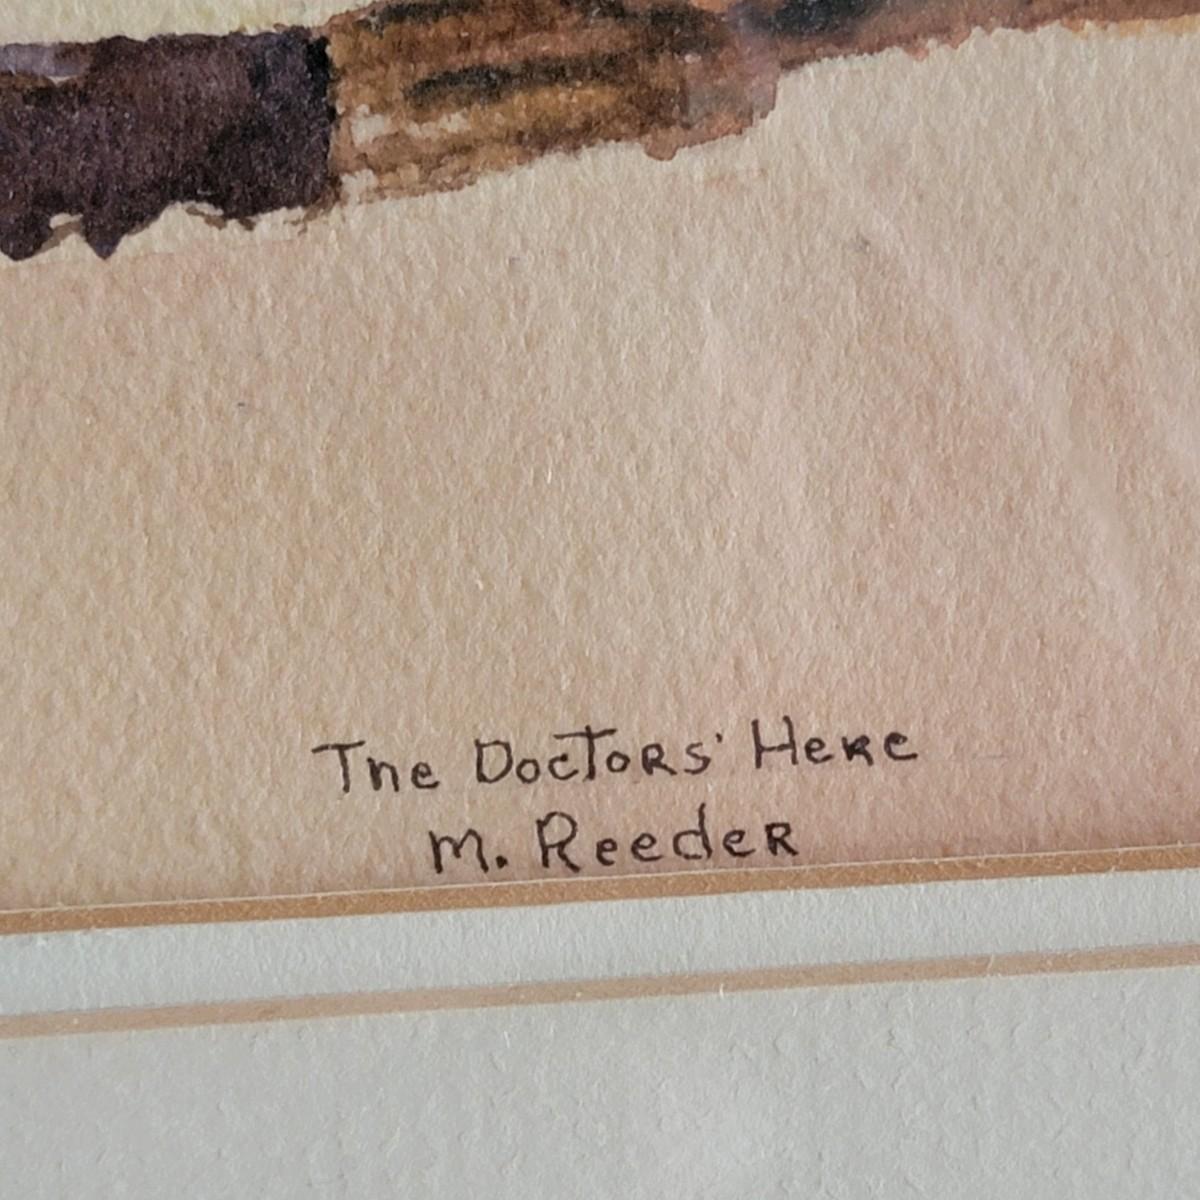 The Doctors' Here
M. Reeder